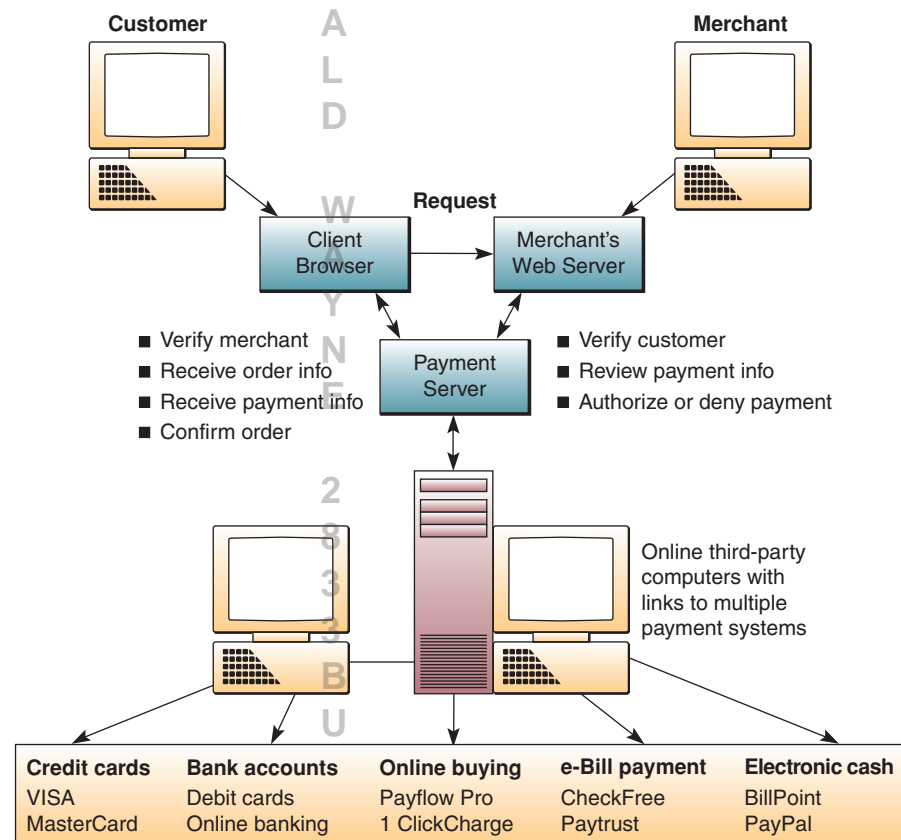 Customer
Merchant
Request
Client
Browser
Merchant's
Web Server
Payment
Server
■ Verify merchant
■ Receive order info
■ Receive payment info
■ Confirm order
■ Verify customer
■ Review payment info
■ Authorize or deny payment
Online third-party
computers with
links to multiple
payment systems
Credit cards
VISA
MasterCard
Bank accounts
Debit cards
Online banking
Online buying
Payflow Pro
1 ClickCharge
e-Bill payment
CheckFree
Paytrust
Electronic cash
BillPoint
PayPal
A
L
D
W
A
Y
N
E
2
8
3
3
B
U